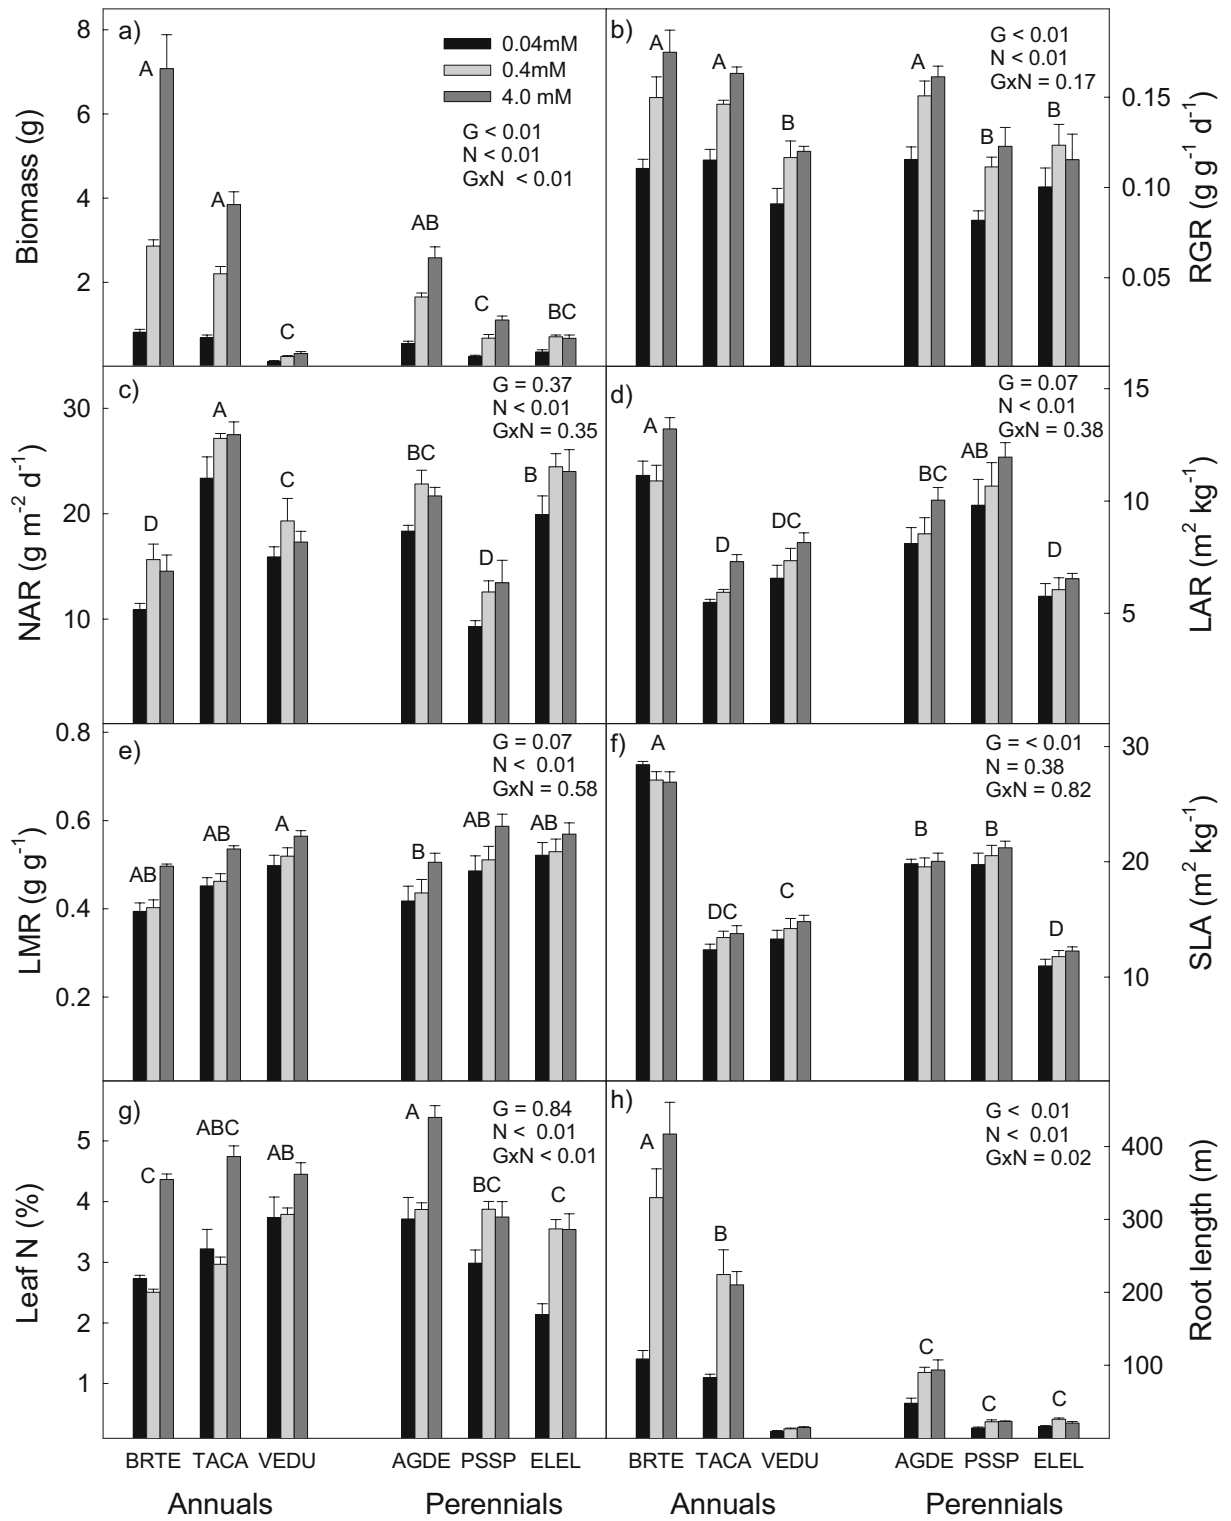 a)
0.04mM
0.4mM
4.0 mM
G < 0.01
N < 0.01
GxN < 0.01
A
A
C
AB
C
BC
8
6
4
2
Biomass (g)
b)
G < 0.01
N < 0.01
GxN = 0.17
A
A
B
A
B
B
0.15
0.10
0.05
RGR (g g-1 d-1)
c)
G = 0.37
N < 0.01
GxN = 0.35
D
A
C
BC
D
B
30
20
10
NAR (g m-2 d-1)
d)
G = 0.07
N < 0.01
GxN = 0.38
A
D
DC
BC
AB
D
15
10
5
LAR (m2 kg-1)
e)
G = 0.07
N < 0.01
GxN = 0.58
AB
AB
A
B
AB
AB
0.8
0.6
0.4
0.2
LMR (g g-1)
f)
G = < 0.01
N = 0.38
GxN = 0.82
A
DC
C
B
B
D
30
20
10
SLA (m2 kg-1)
g)
G = 0.84
N < 0.01
GxN < 0.01
C
ABC
AB
A
BC
C
5
4
3
2
1
Leaf N (%)
h)
G < 0.01
N < 0.01
GxN = 0.02
A
B
C
C
C
400
300
200
100
Root length (m)
BRTE TACA VEDU AGDE PSSP ELEL
Annuals Perennials
BRTE TACA VEDU AGDE PSSP ELEL
Annuals Perennials